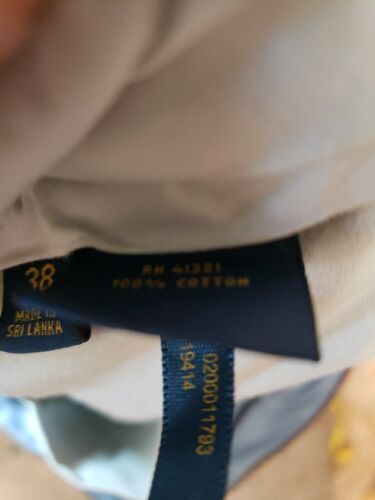 38
MADE IN
SRI LANKA
RN 41381
100% COTTON
0200011793
19414